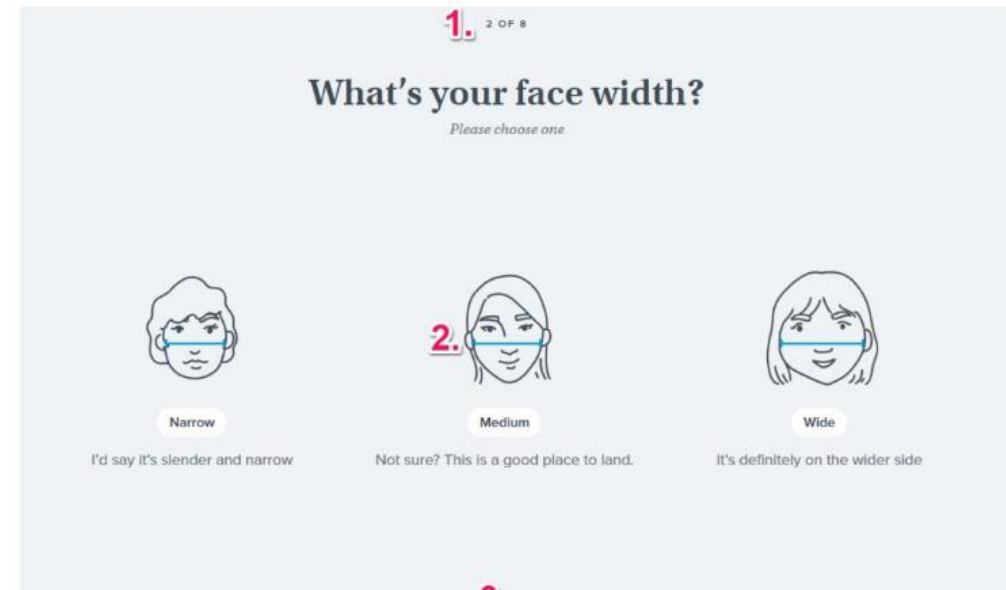 1. 2 OF 8
What's your face width?
Please choose one
2.
Narrow
Medium
Wide
I'd say it's slender and narrow
Not sure? This is a good place to land.
It's definitely on the wider side